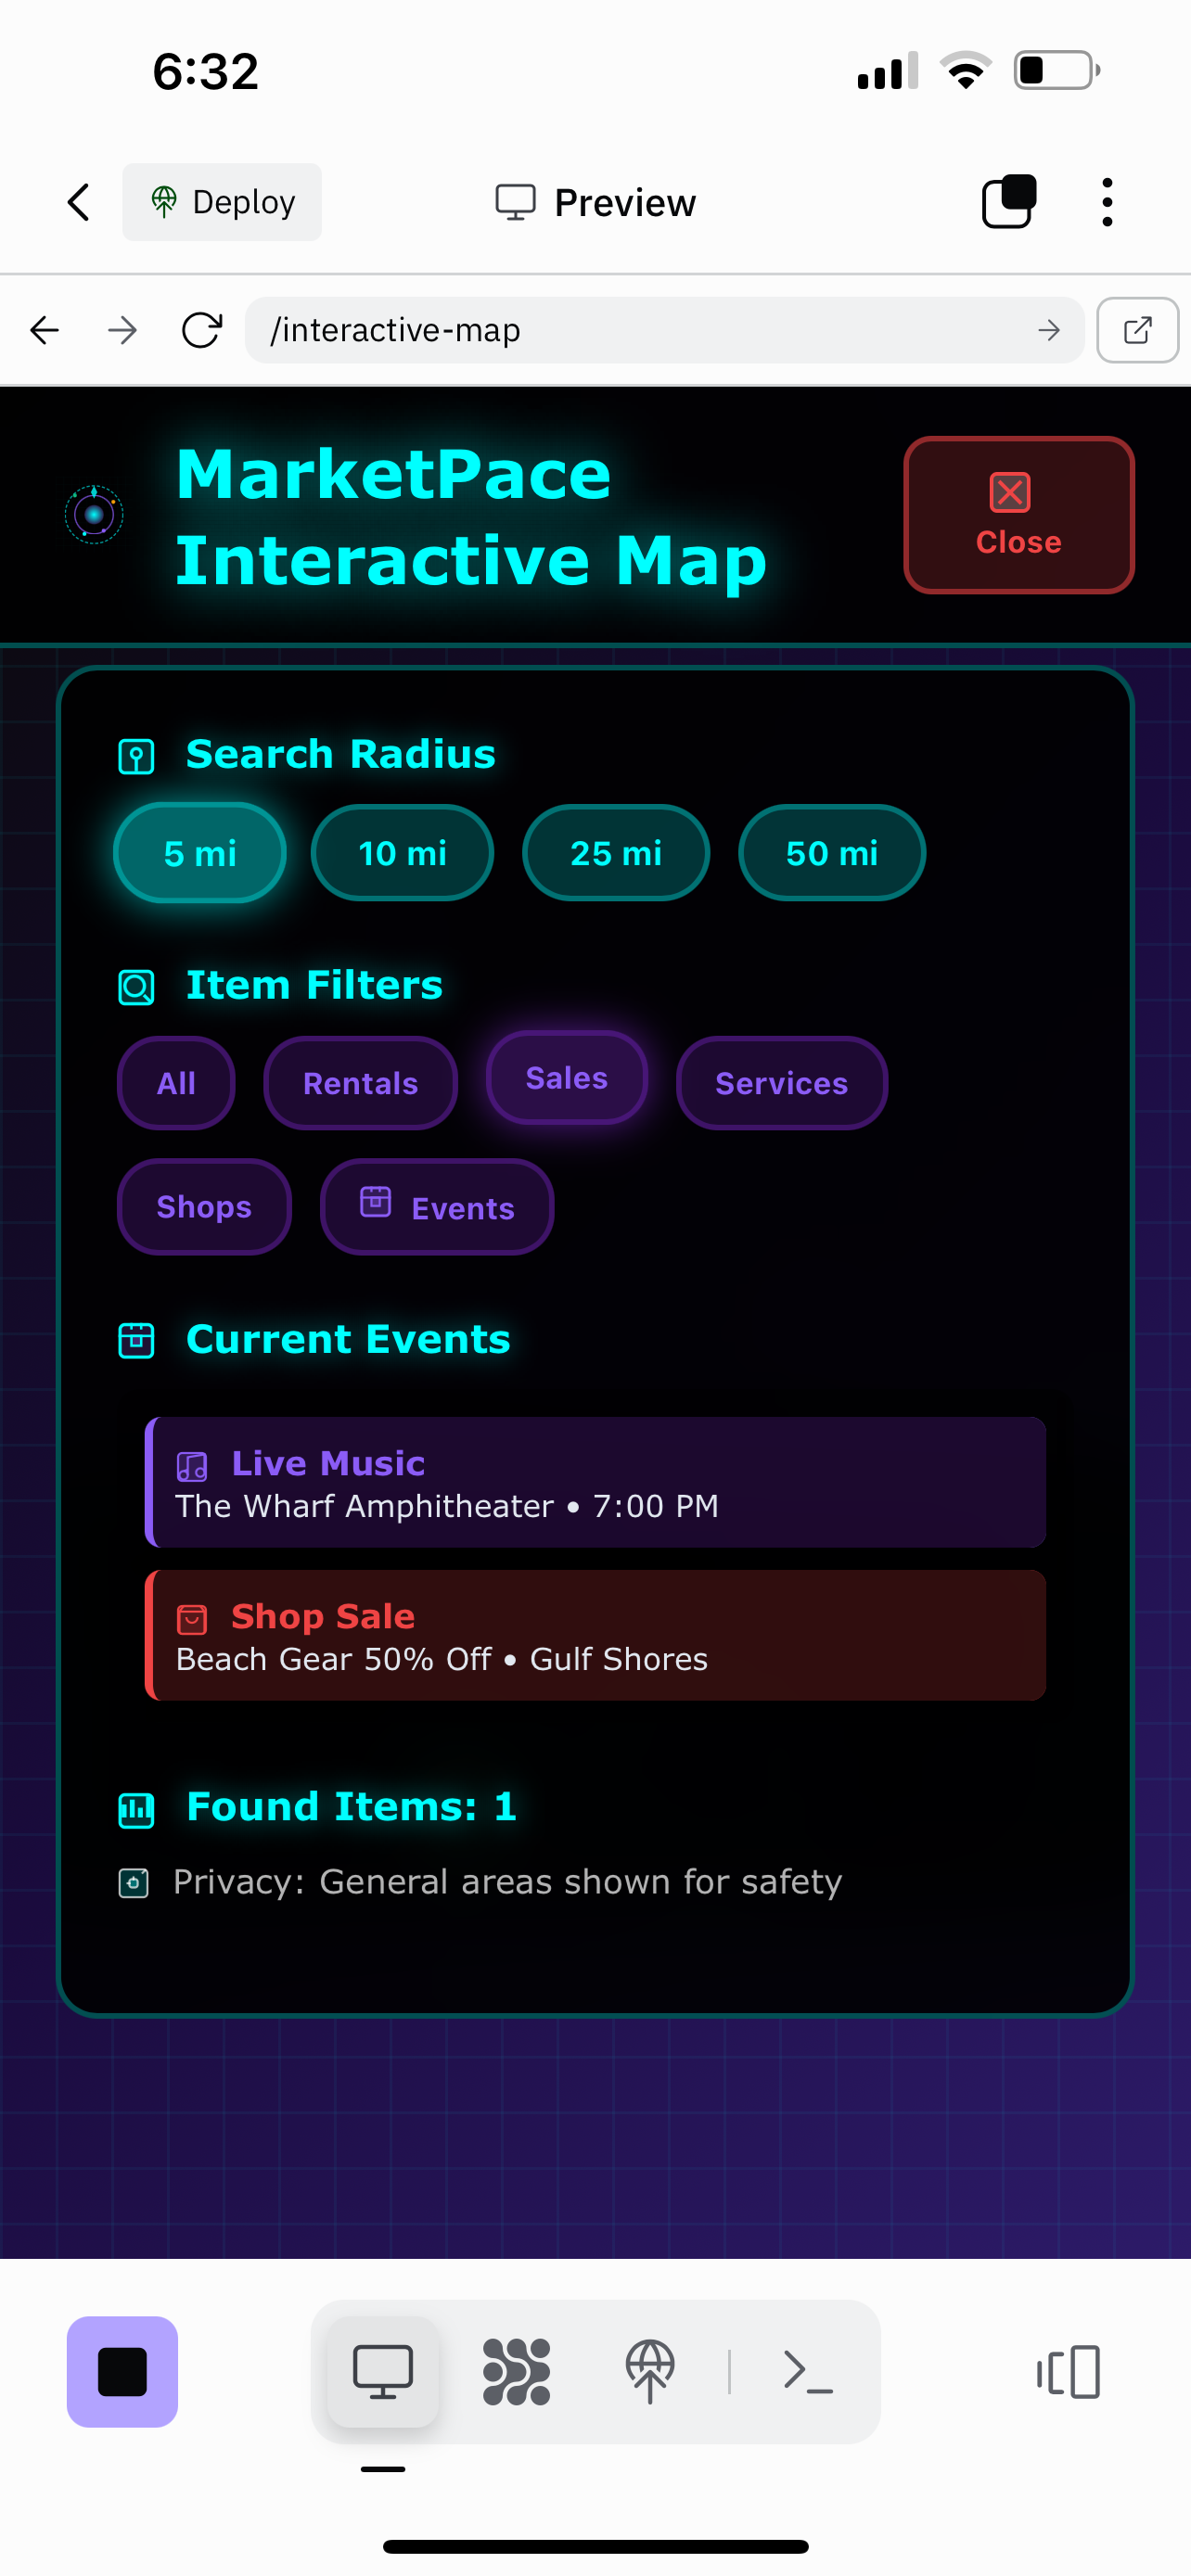 6:32
Deploy
Preview
/interactive-map
MarketPace
Interactive Map
Close
Search Radius
5 mi
10 mi
25 mi
50 mi
Item Filters
All
Rentals
Sales
Services
Shops
Events
Current Events
Live Music
The Wharf Amphitheater • 7:00 PM
Shop Sale
Beach Gear 50% Off • Gulf Shores
Found Items: 1
Privacy: General areas shown for safety